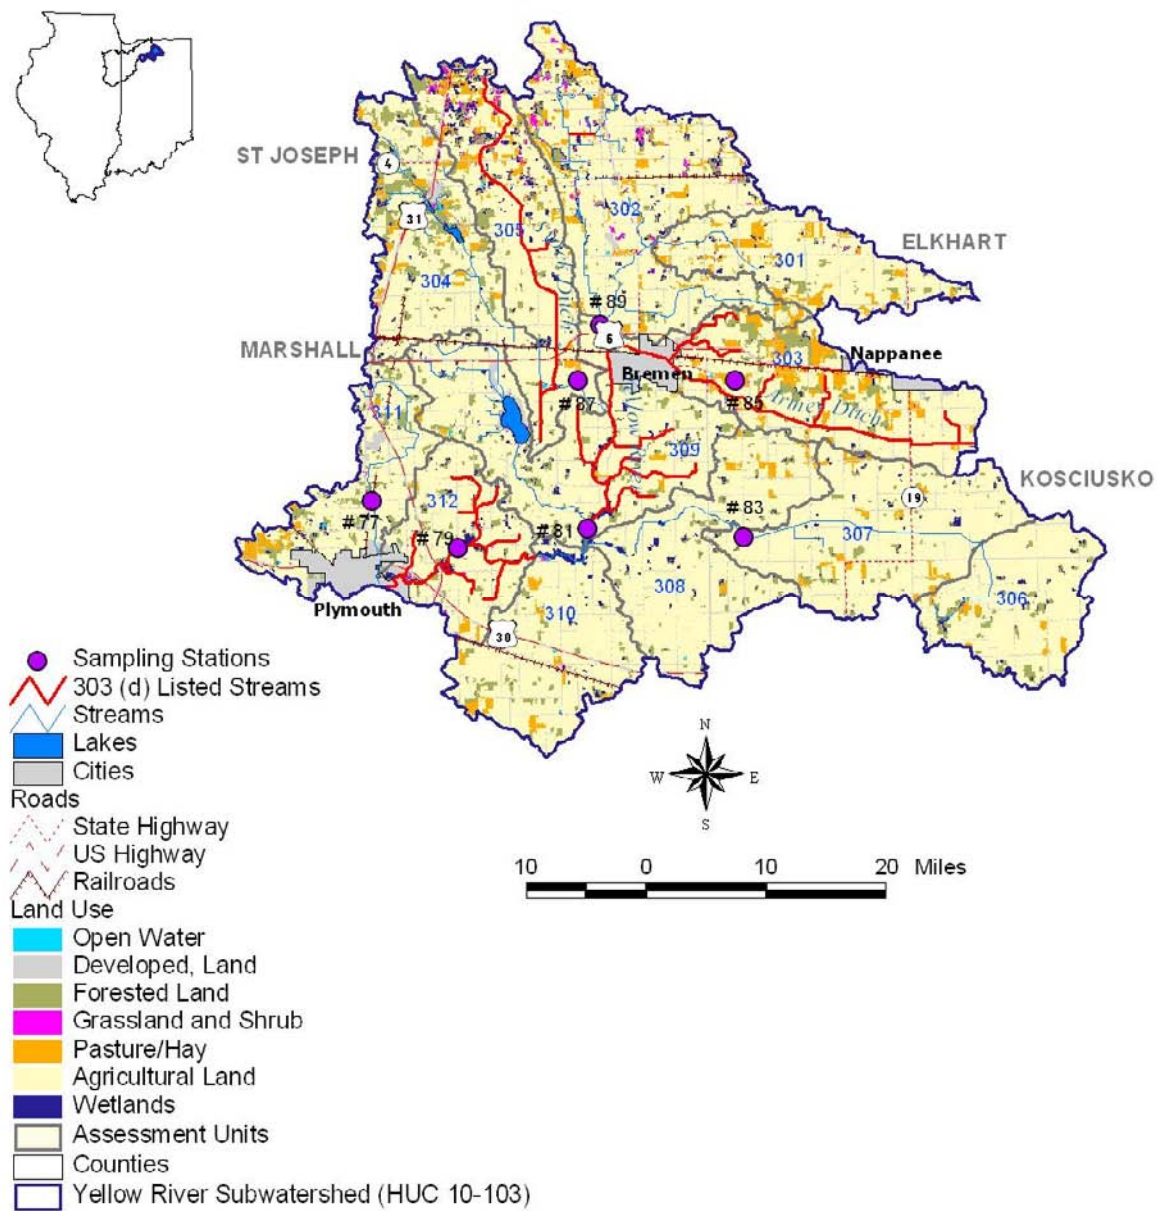 ST JOSEPH
4
31
302
305
ELKHART
301
304
Ditch
#89
6
MARSHALL
303
Nappanee
Bremen
#87
#85
Armey Ditch
311
309
KOSCIUSKO
312
19
#77
#83
#79
#81
307
308
306
310
Plymouth
30
Sampling Stations
303 (d) Listed Streams
Streams
Lakes
Cities
Roads
State Highway
US Highway
Railroads
Land Use
Open Water
Developed, Land
Forested Land
Grassland and Shrub
Pasture/Hay
Agricultural Land
Wetlands
Assessment Units
Counties
Yellow River Subwatershed (HUC 10-103)
N
W E
S
10 0 10 20 Miles